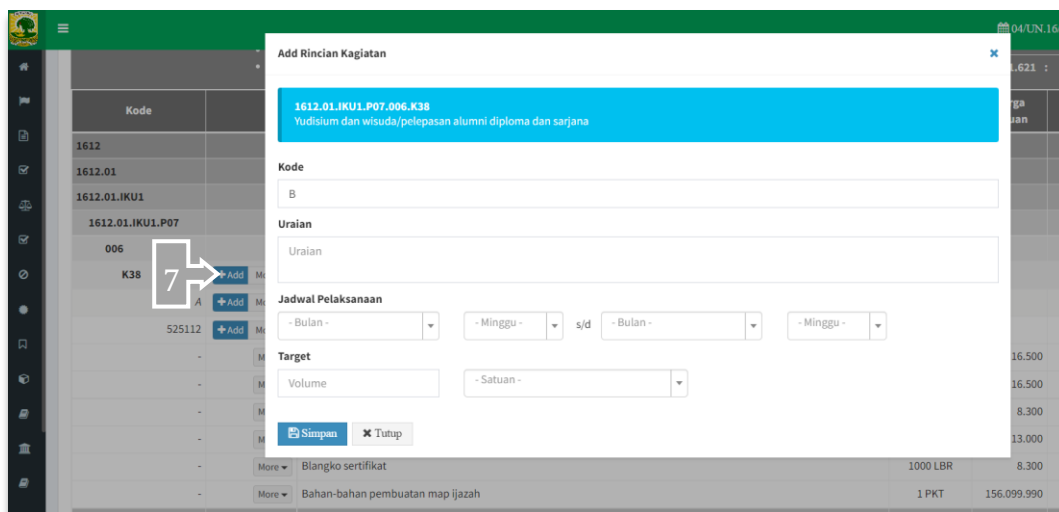 04/UN.16
Add Rincian Kagiatan
×
1.621 :
Kode
1612.01.IKU1.P07.006.K38
Yudisium dan wisuda/pelepasan alumni diploma dan sarjana
1612
1612.01
Kode
1612.01.IKU1
B
1612.01.IKU1.P07
Uraian
006
Uraian
K38
7
+Add
A
+Add
Jadwal Pelaksanaan
- Bulan -
- Minggu -
s/d
- Bulan -
- Minggu -
525112
+Add
-
Target
16.500
Volume
- Satuan -
-
16.500
-
8.300
Simpan
× Tutup
-
13.000
-
More
Blangko sertifikat
1000 LBR
8.300
-
More
Bahan-bahan pembuatan map ijazah
1 PKT
156.099.990